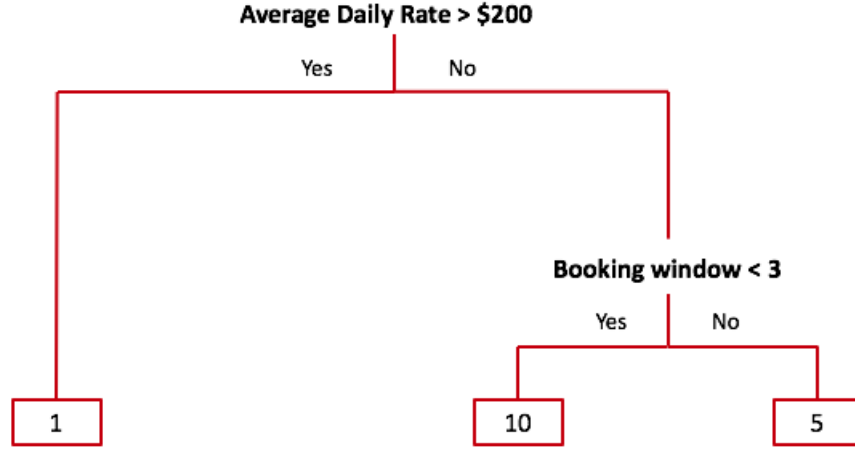 Average Daily Rate > $200
Yes
No
Booking window < 3
Yes
No
1
10
5